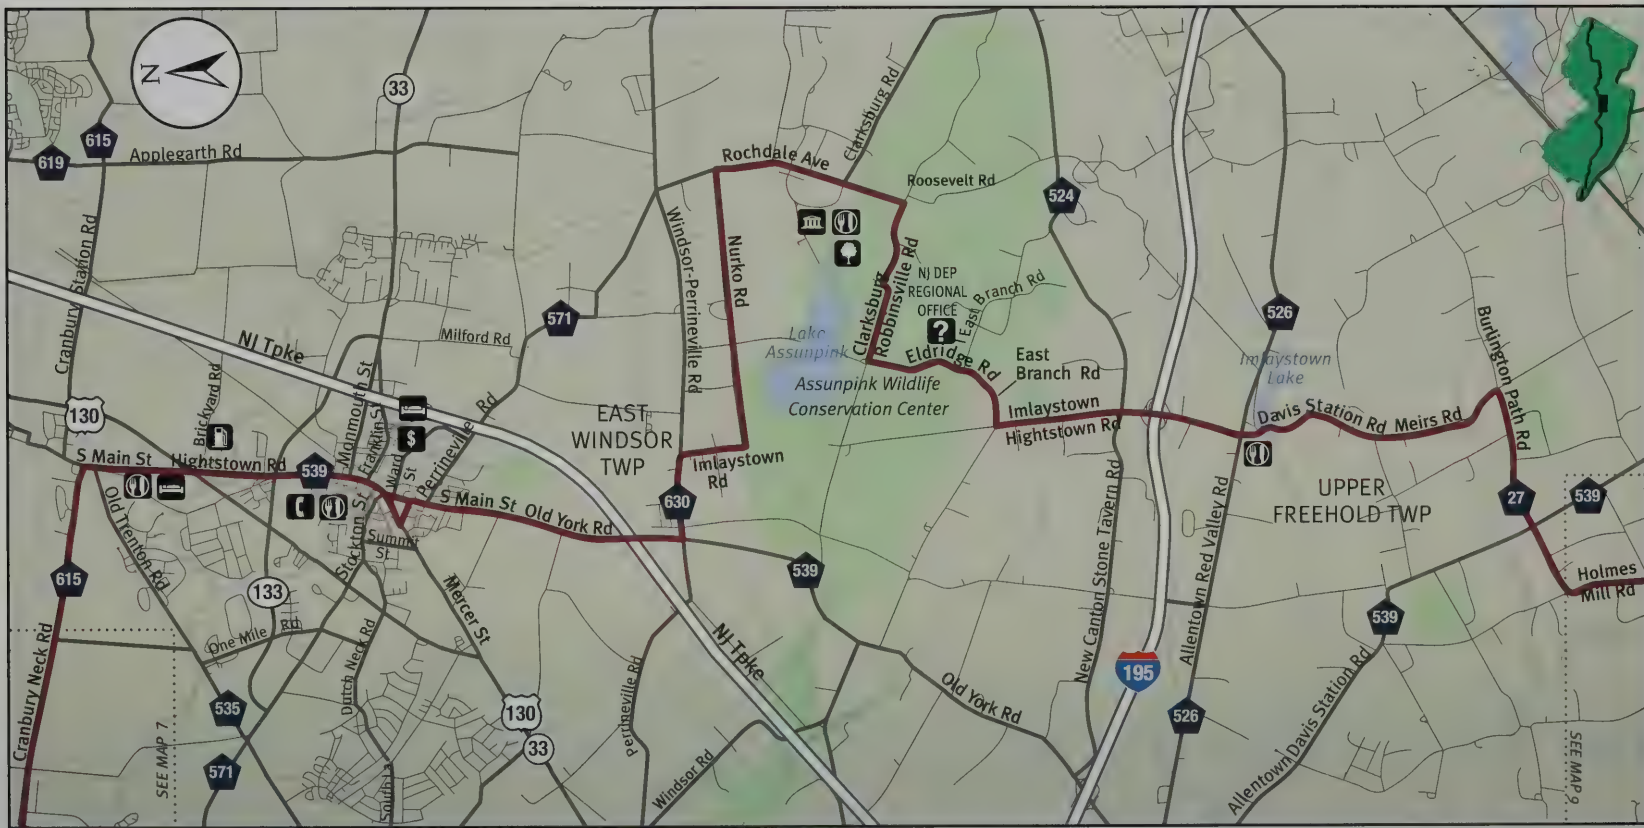 N
33
615
619
Applegarth Rd
Clarksburg Rd
Rochdale Ave
Roosevelt Rd
524
Cranbury Station Rd
Windsor-Perrineville Rd
Nurko Rd
Clarksburg
Robbinsville Rd
NJ DEP
REGIONAL
OFFICE
East Branch Rd
?
571
526
NJ Tpke
Milford Rd
Lake
Assunpink
Eldridge Rd
East
Branch Rd
Imlaystown
Lake
Burlington Path Rd
130
Brickyard Rd
Monmouth St
Franklin St
$
Ward
St
Perrineville Rd
EAST
WINDSOR
TWP
Assunpink Wildlife
Conservation Center
Imlaystown
Hightstown Rd
Davis Station Rd
Meirs Rd
S Main St
Hightstown Rd
539
Imlaystown
Rd
S Main St
Old York Rd
630
UPPER
FREEHOLD TWP
27
539
Old Trenton Rd
Stockton St
Summit
St
New Canton Stone Tavern Rd
Allentown Red Valley Rd
615
133
Mercer St
539
539
Holmes
Mill Rd
Cranbury Neck Rd
One Mile Rd
Dutch Neck Rd
NJ Tpke
Perrineville Rd
Old York Rd
195
Allentown Davis Station Rd
SEE MAP 7
535
571
130
33
Windsor Rd
526
SEE MAP 9